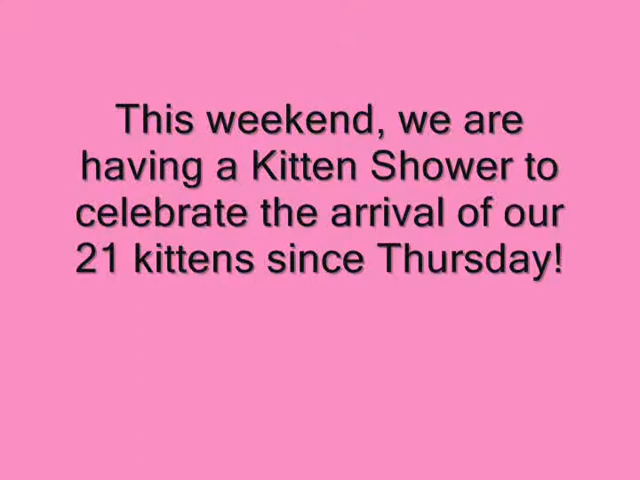 This weekend, we are
having a Kitten Shower to
celebrate the arrival of our
21 kittens since Thursday!